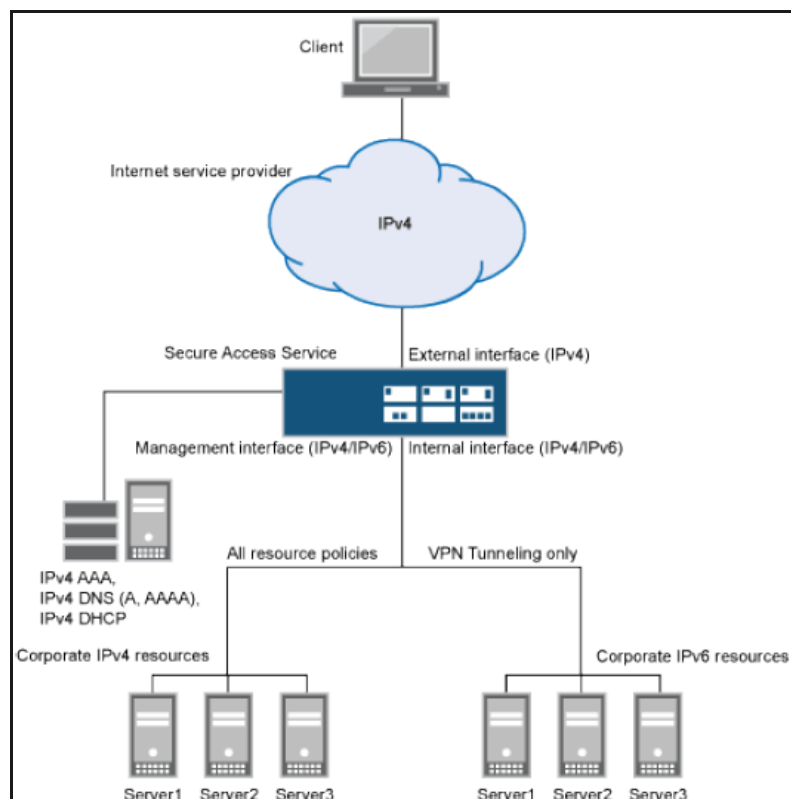 Client
Internet service provider
IPv4
Secure Access Service
External interface (IPv4)
Management interface (IPv4/IPv6)
Internal interface (IPv4/IPv6)
All resource policies
VPN Tunneling only
IPv4 AAA,
IPv4 DNS (A, AAAA),
IPv4 DHCP
Corporate IPv4 resources
Corporate IPv6 resources
Server1
Server2
Server3
Server1
Server2
Server3